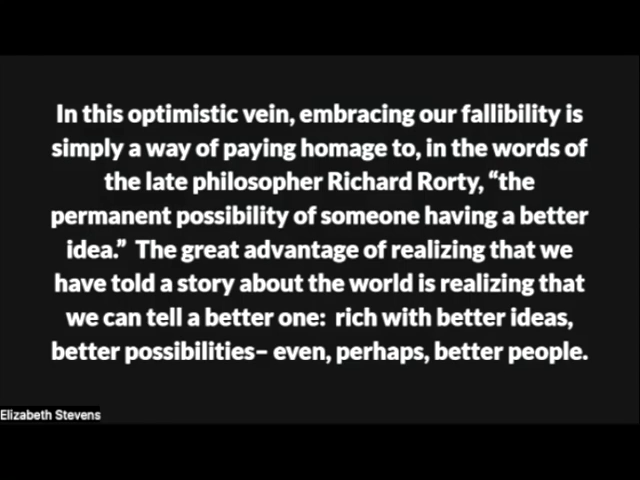 In this optimistic vein, embracing our fallibility is
simply a way of paying homage to, in the words of
the late philosopher Richard Rorty, “the
permanent possibility of someone having a better
idea.”  The great advantage of realizing that we
have told a story about the world is realizing that
we can tell a better one:  rich with better ideas,
better possibilities– even, perhaps, better people.
Elizabeth Stevens